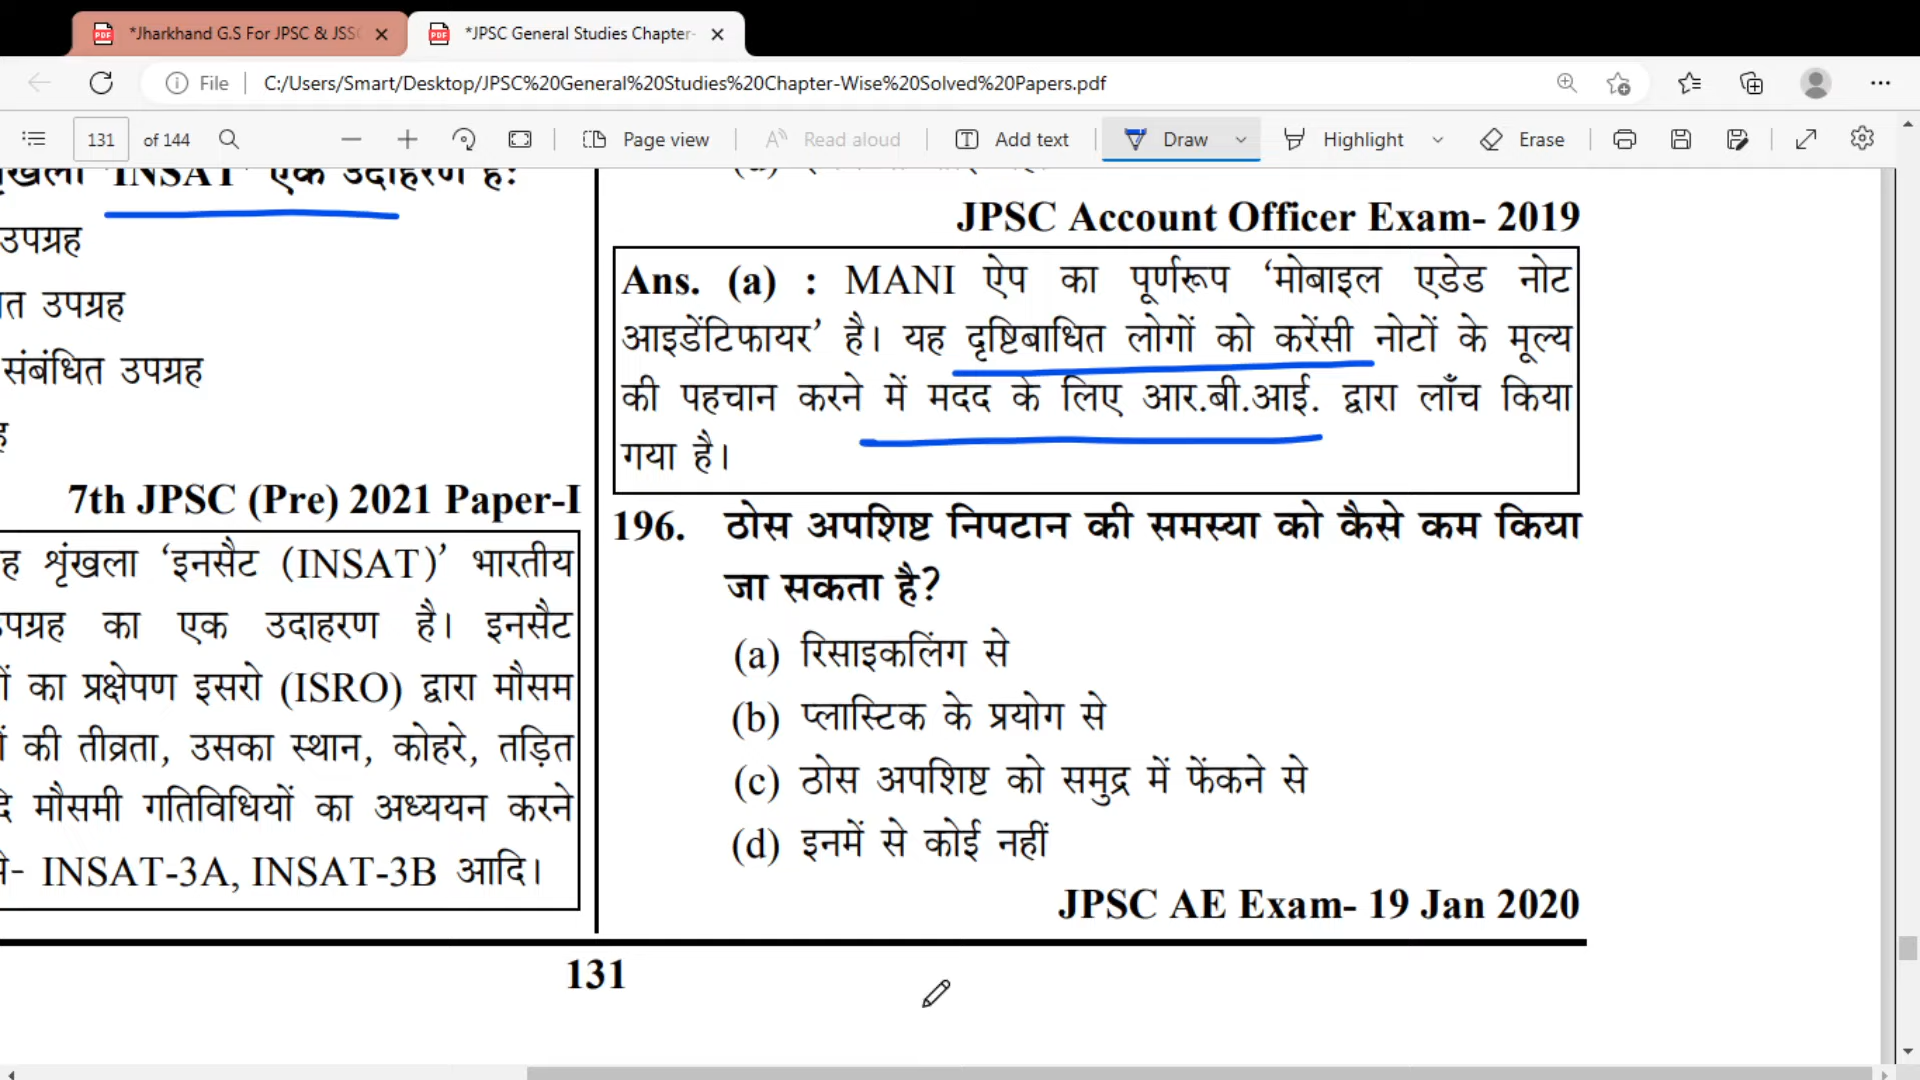 *Jharkhand G.S For JPSC & JSSC
*JPSC General Studies Chapter-
File
C:/Users/Smart/Desktop/JPSC%20General%20Studies%20Chapter-Wise%20Solved%20Papers.pdf
131 of 144
Page view
Read aloud
Add text
Draw
Highlight
Erase
'INSAT' एक उदाहरण है?
उपग्रह
उपग्रह
संबंधित उपग्रह
7th JPSC (Pre) 2021 Paper-I
ह शृंखला 'इनसैट (INSAT)' भारतीय
का एक उदाहरण है। इनसैट
का प्रक्षेपण इसरो (ISRO) द्वारा मौसम
की तीव्रता, उसका स्थान, कोहरे, तड़ित
मौसमी गतिविधियों का अध्ययन करने
- INSAT-3A, INSAT-3B आदि।
JPSC Account Officer Exam- 2019
Ans. (a) : MANI ऐप का पूर्णरूप 'मोबाइल एडेड नोट
आइडेंटिफायर' है। यह दृष्टिबाधित लोगों को करेंसी नोटों के मूल्य
की पहचान करने में मदद के लिए आर.बी.आई. द्वारा लाँच किया
गया है।
196. ठोस अपशिष्ट निपटान की समस्या को कैसे कम किया
जा सकता है?
(a) रिसाइकलिंग से
(b) प्लास्टिक के प्रयोग से
(c) ठोस अपशिष्ट को समुद्र में फेंकने से
(d) इनमें से कोई नहीं
JPSC AE Exam- 19 Jan 2020
131